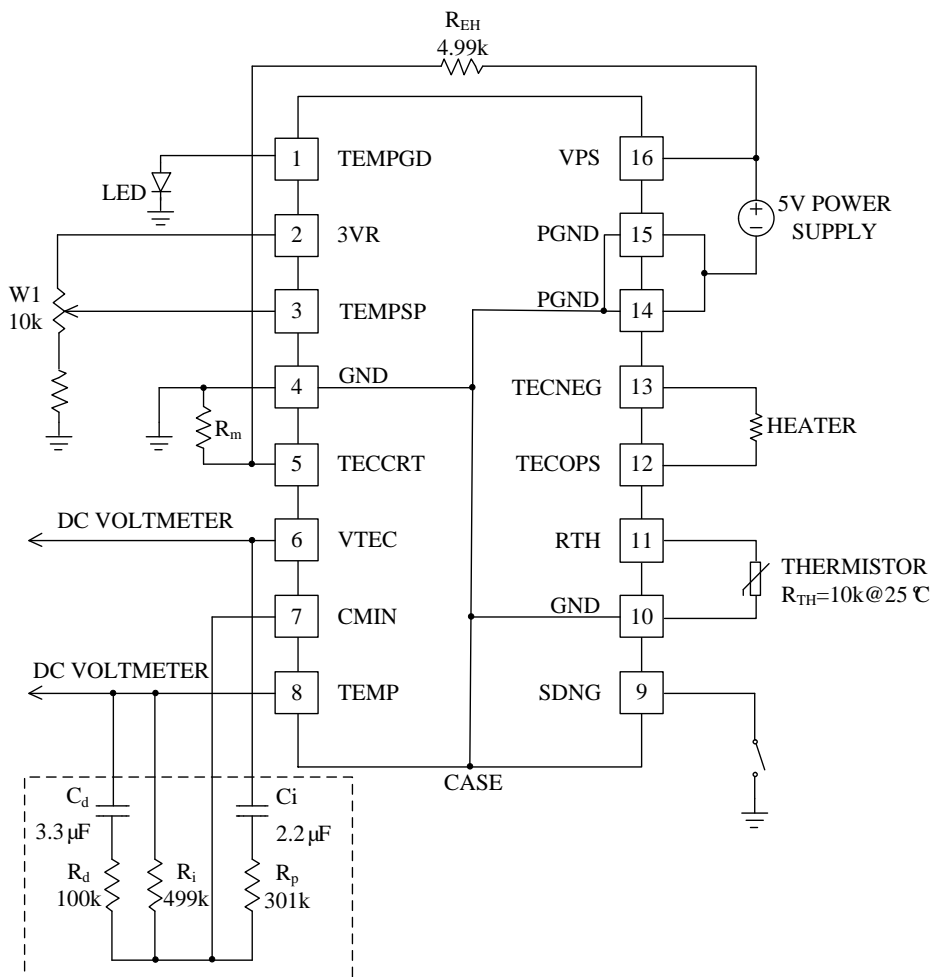 R_EH
4.99k
1 TEMPGD
VPS 16
LED
5V POWER
SUPPLY
2 3VR
PGND 15
W1
10k
3 TEMPSP
PGND
14
4
GND
TECNEG 13
R_m
HEATER
5 TECCRT
TECOPS 12
DC VOLTMETER
6 VTEC
RTH 11
THERMISTOR
R_TH=10k@25 ℃
7 CMIN
GND
10
DC VOLTMETER
8 TEMP
SDNG 9
CASE
C_d
3.3 µF
Ci
2.2 µF
R_d
100k
R_i
499k
R_p
301k